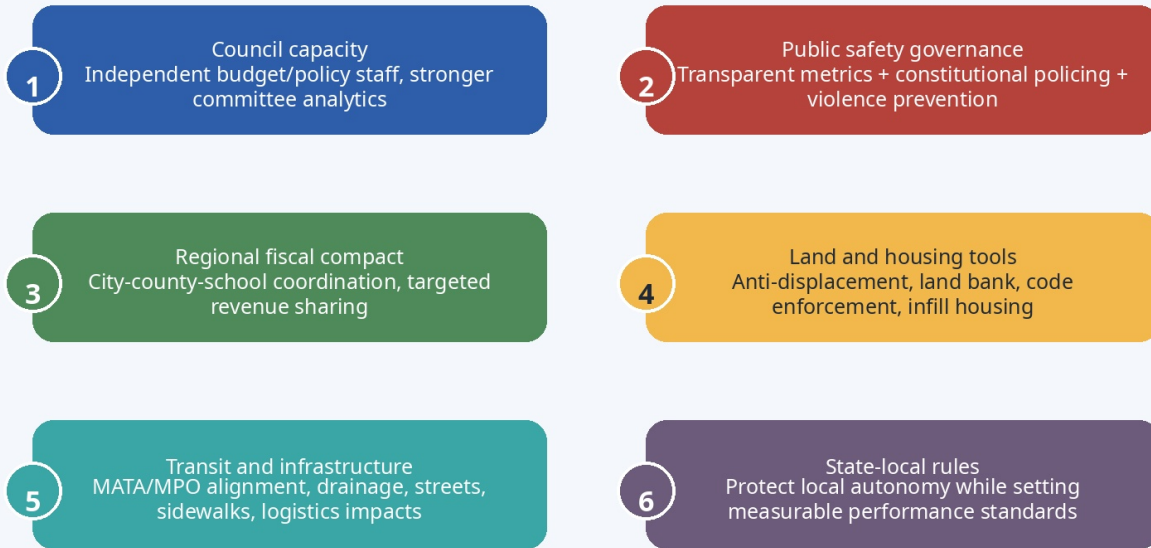 1
Council capacity
Independent budget/policy staff, stronger
committee analytics
2
Public safety governance
Transparent metrics + constitutional policing +
violence prevention
3
Regional fiscal compact
City-county-school coordination, targeted
revenue sharing
4
Land and housing tools
Anti-displacement, land bank, code
enforcement, infill housing
5
Transit and infrastructure
MATA/MPO alignment, drainage, streets,
sidewalks, logistics impacts
6
State-local rules
Protect local autonomy while setting
measurable performance standards